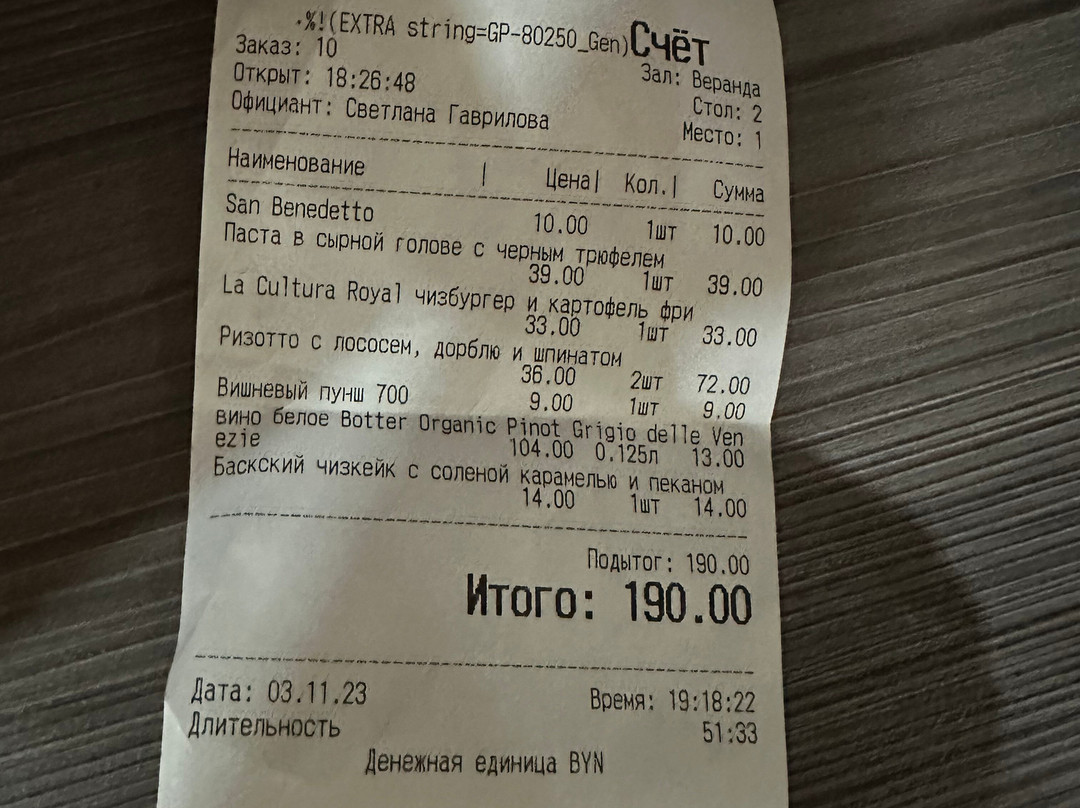 .%!(EXTRA string=GP-80250_Gen)Счёт
Заказ: 10 Зал: Веранда
Открыт: 18:26:48 Стол: 2
Официант: Светлана Гаврилова Место: 1
Наименование | Цена| Кол.| Сумма
San Benedetto
10.00 1шт 10.00
Паста в сырной голове с черным трюфелем
39.00 1шт 39.00
La Cultura Royal чизбургер и картофель фри
33.00 1шт 33.00
Ризотто с лососем, дорблю и шпинатом
36.00 2шт 72.00
Вишневый пунш 700
9.00 1шт 9.00
вино белое Botter Organic Pinot Grigio delle Ven
ezie
104.00 0.125л 13.00
Баскский чизкейк с соленой карамелью и пеканом
14.00 1шт 14.00
Подытог: 190.00
Итого: 190.00
Дата: 03.11.23 Время: 19:18:22
Длительность 51:33
Денежная единица BYN